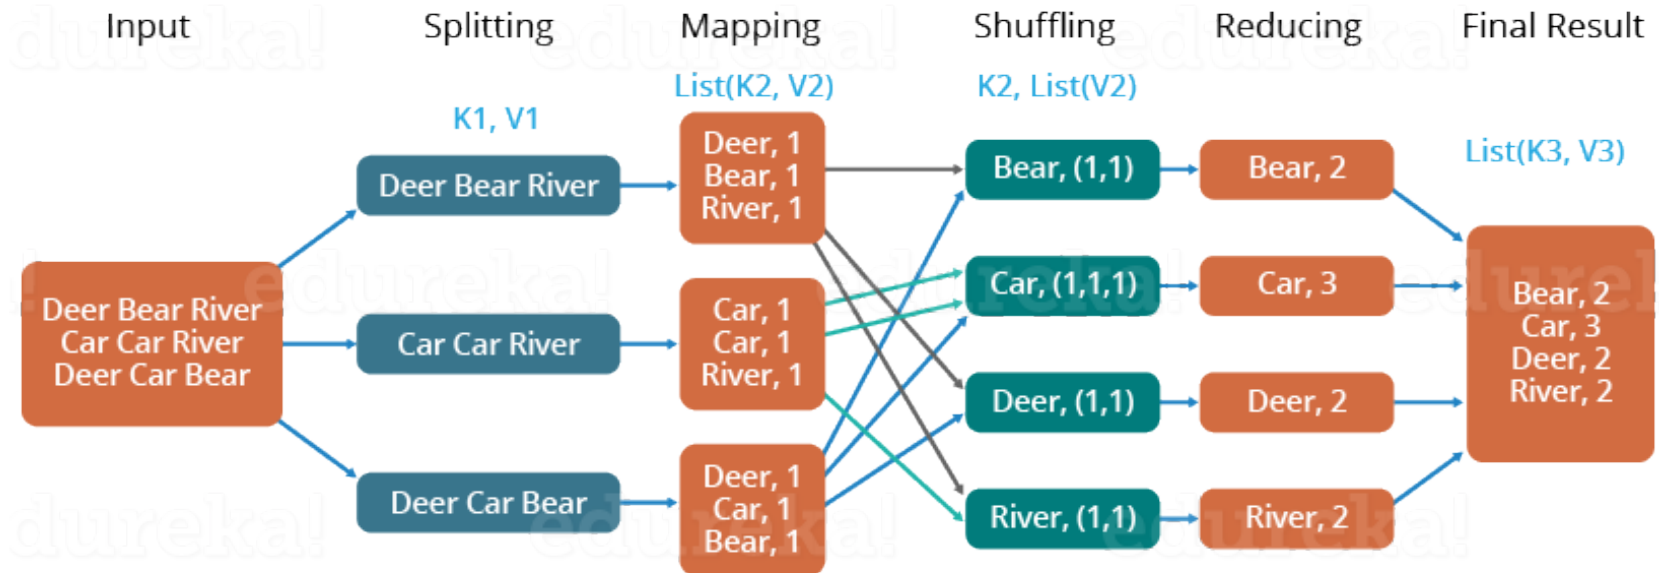 Input
Splitting
Mapping
Shuffling
Reducing
Final Result
List(K2, V2)
K2, List(V2)
K1, V1
List(K3, V3)
Deer Bear River
Car Car River
Deer Car Bear
Deer Bear River
Car Car River
Deer Car Bear
Deer, 1
Bear, 1
River, 1
Car, 1
Car, 1
River, 1
Deer, 1
Car, 1
Bear, 1
Bear, (1,1)
Car, (1,1,1)
Deer, (1,1)
River, (1,1)
Bear, 2
Car, 3
Deer, 2
River, 2
Bear, 2
Car, 3
Deer, 2
River, 2
edureka!
edureka!
edureka!
edureka!